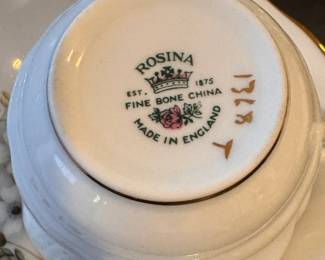 ROSINA
EST. 1875
FINE BONE CHINA
MADE IN ENGLAND